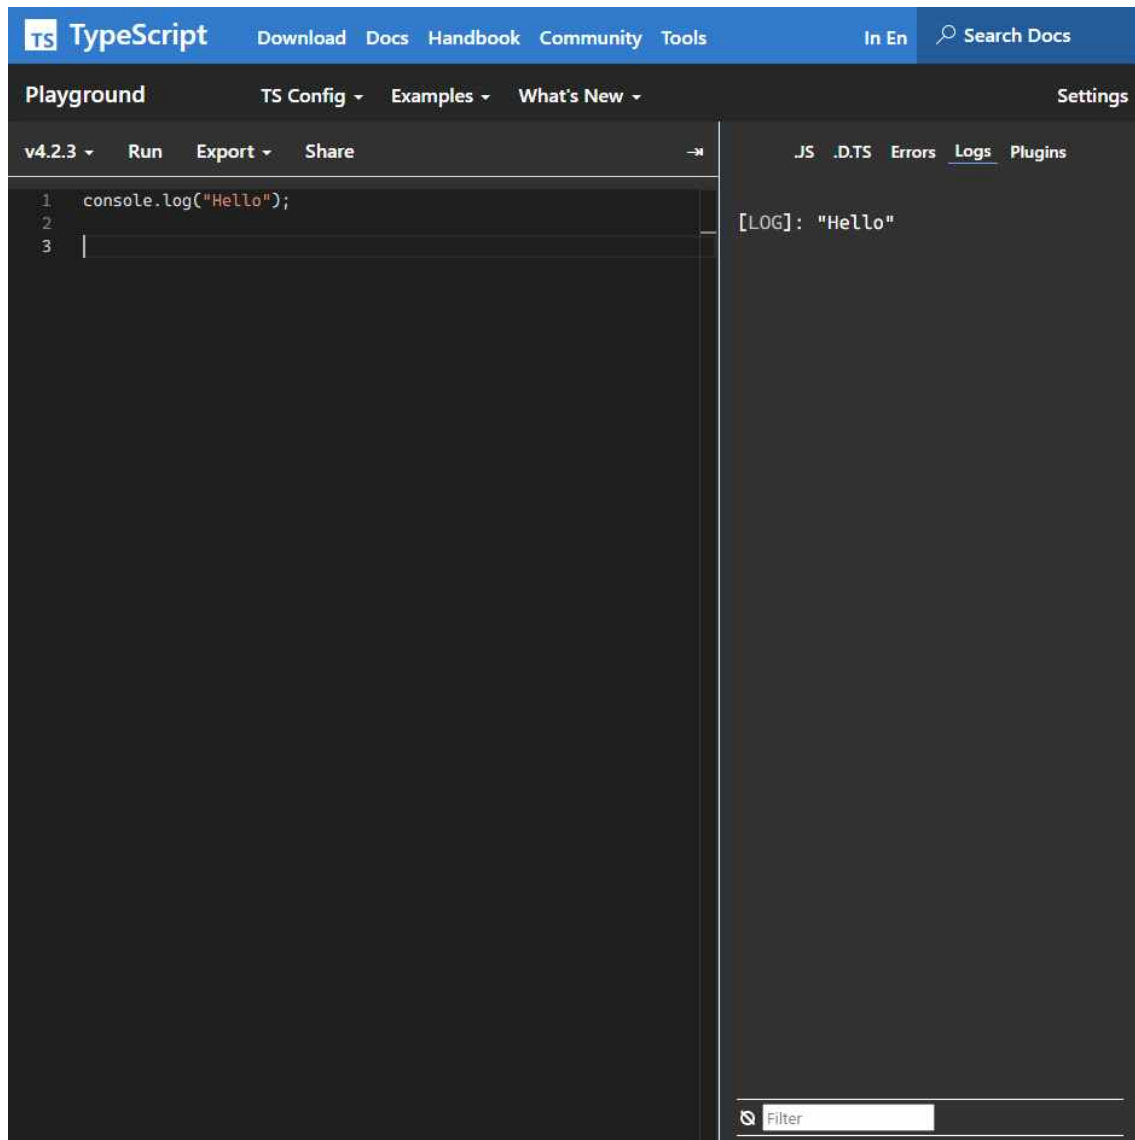 TS TypeScript Download Docs Handbook Community Tools In En Search Docs
Playground TS Config Examples What's New Settings
v4.2.3 Run Export Share .JS .D.TS Errors Logs Plugins
1 console.log("Hello");
2
3
[LOG]: "Hello"
Filter